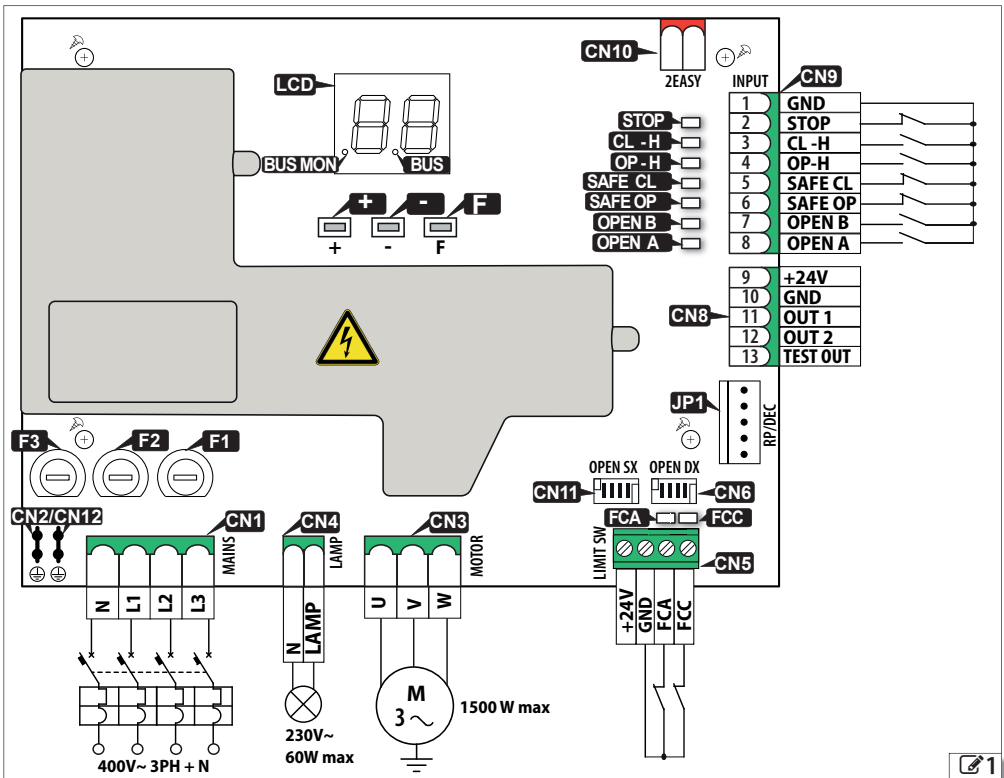 CN10
2EASY
LCD
88
BUS MON
BUS
+
-
F
+
-
F
STOP
CL -H
OP -H
SAFE CL
SAFE OP
OPEN B
OPEN A
INPUT
CN9
1 GND
2 STOP
3 CL -H
4 OP-H
5 SAFE CL
6 SAFE OP
7 OPEN B
8 OPEN A
CN8
9 +24V
10 GND
11 OUT 1
12 OUT 2
13 TEST OUT
JP1
RP/DEC
F3
F2
F1
OPEN SX
OPEN DX
CN11
CN6
FCA
FCC
CN2/CN12
CN1
MAINS
CN4
LAMP
CN3
MOTOR
LIMIT SW
CN5
N
L1
L2
L3
N
LAMP
U
V
W
+24V
GND
FCA
FCC
M
3~
1500 W max
230V~
60W max
400V~ 3PH + N
1